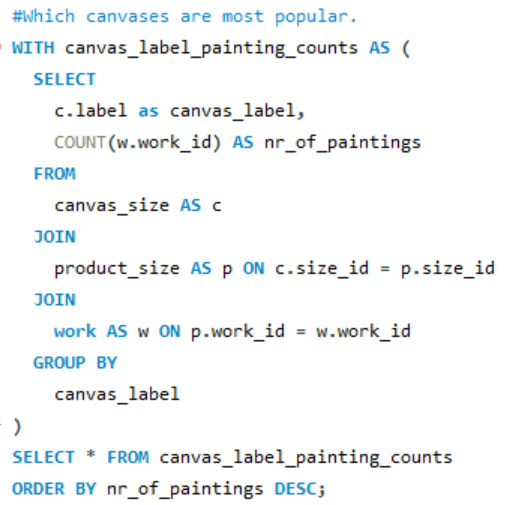 #Which canvases are most popular.
WITH canvas_label_painting_counts AS (
SELECT
c.label as canvas_label,
COUNT(w.work_id) AS nr_of_paintings
FROM
canvas_size AS c
JOIN
product_size AS p ON c.size_id = p.size_id
JOIN
work AS w ON p.work_id = w.work_id
GROUP BY
canvas_label
)
SELECT * FROM canvas_label_painting_counts
ORDER BY nr_of_paintings DESC;